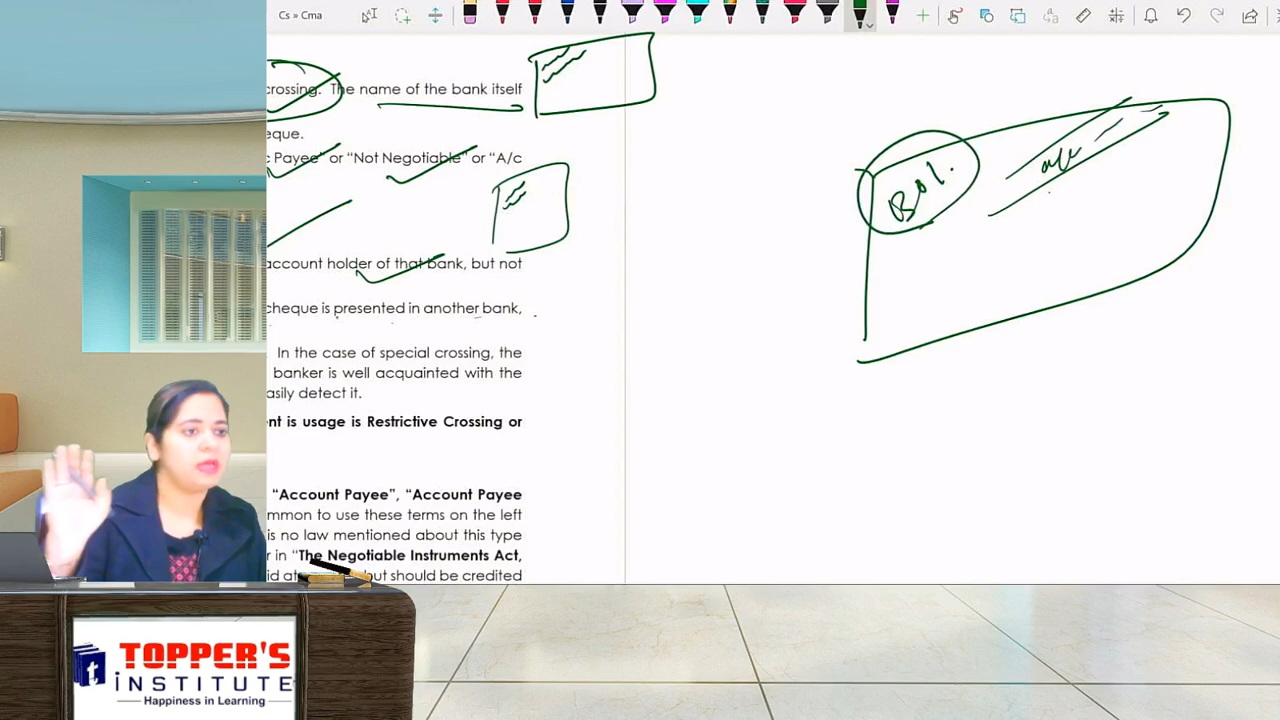 Cs » Cma
crossing. The name of the bank itself
eque.
c Payee" or "Not Negotiable" or "A/c
account holder of that bank, but not
cheque is presented in another bank,
In the case of special crossing, the
banker is well acquainted with the
asily detect it.
nt is usage is Restrictive Crossing or
"Account Payee", "Account Payee
mmon to use these terms on the left
is no law mentioned about this type
r in "The Negotiable Instruments Act,
but should be credited
BOI.
a/c
t
TOPPER'S
INSTITUTE
Happiness in Learning